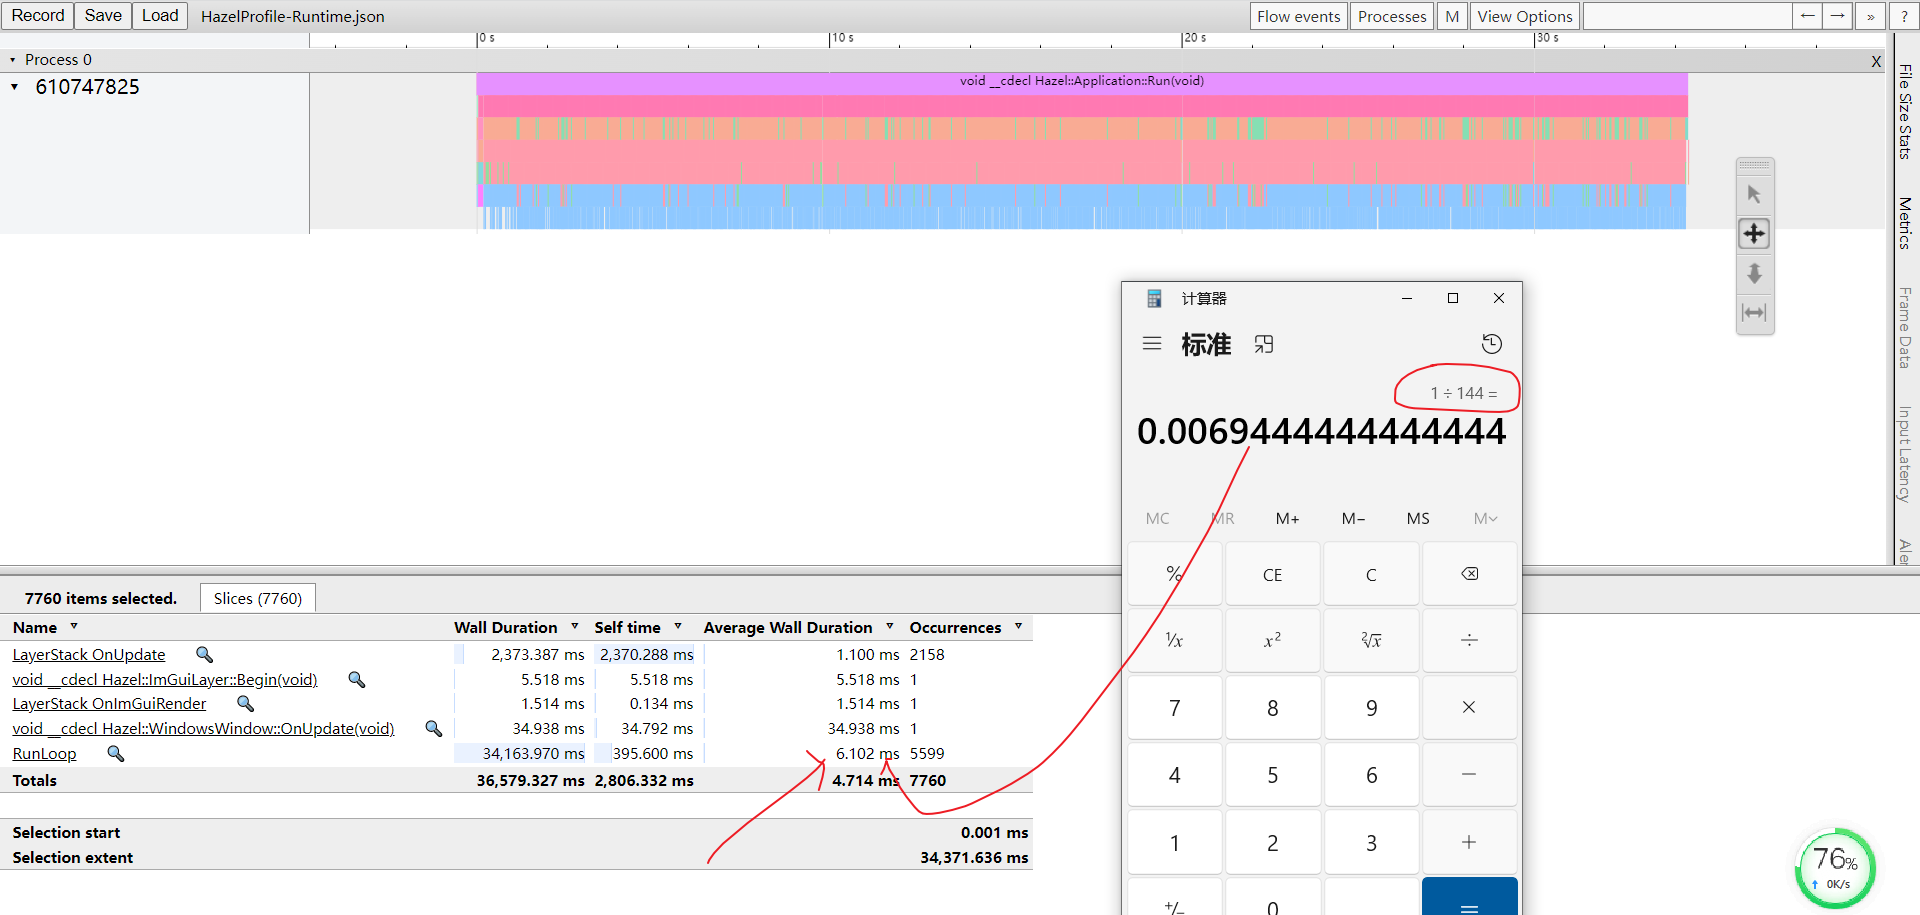 Record Save Load HazelProfile-Runtime.json Flow events Processes M View Options ← → » ?
0 s 10 s 20 s 30 s
Process 0 X
610747825
void __cdecl Hazel::Application::Run(void)
File Size Stats
Metrics
Frame Data
Input Latency
计算器
标准
1 ÷ 144 =
0.0069444444444444444
MC MR M+ M− MS M
% CE C
¹/x x² ²√x ÷
7 8 9 ×
4 5 6 −
1 2 3 +
+/− 0 =
7760 items selected. Slices (7760)
Name Wall Duration Self time Average Wall Duration Occurrences
LayerStack OnUpdate 2,373.387 ms 2,370.288 ms 1.100 ms 2158
void __cdecl Hazel::ImGuiLayer::Begin(void) 5.518 ms 5.518 ms 5.518 ms 1
LayerStack OnImGuiRender 1.514 ms 0.134 ms 1.514 ms 1
void __cdecl Hazel::WindowsWindow::OnUpdate(void) 34.938 ms 34.792 ms 34.938 ms 1
RunLoop 34,163.970 ms 395.600 ms 6.102 ms 5599
Totals 36,579.327 ms 2,806.332 ms 4.714 ms 7760
Selection start 0.001 ms
Selection extent 34,371.636 ms
76%
0K/s